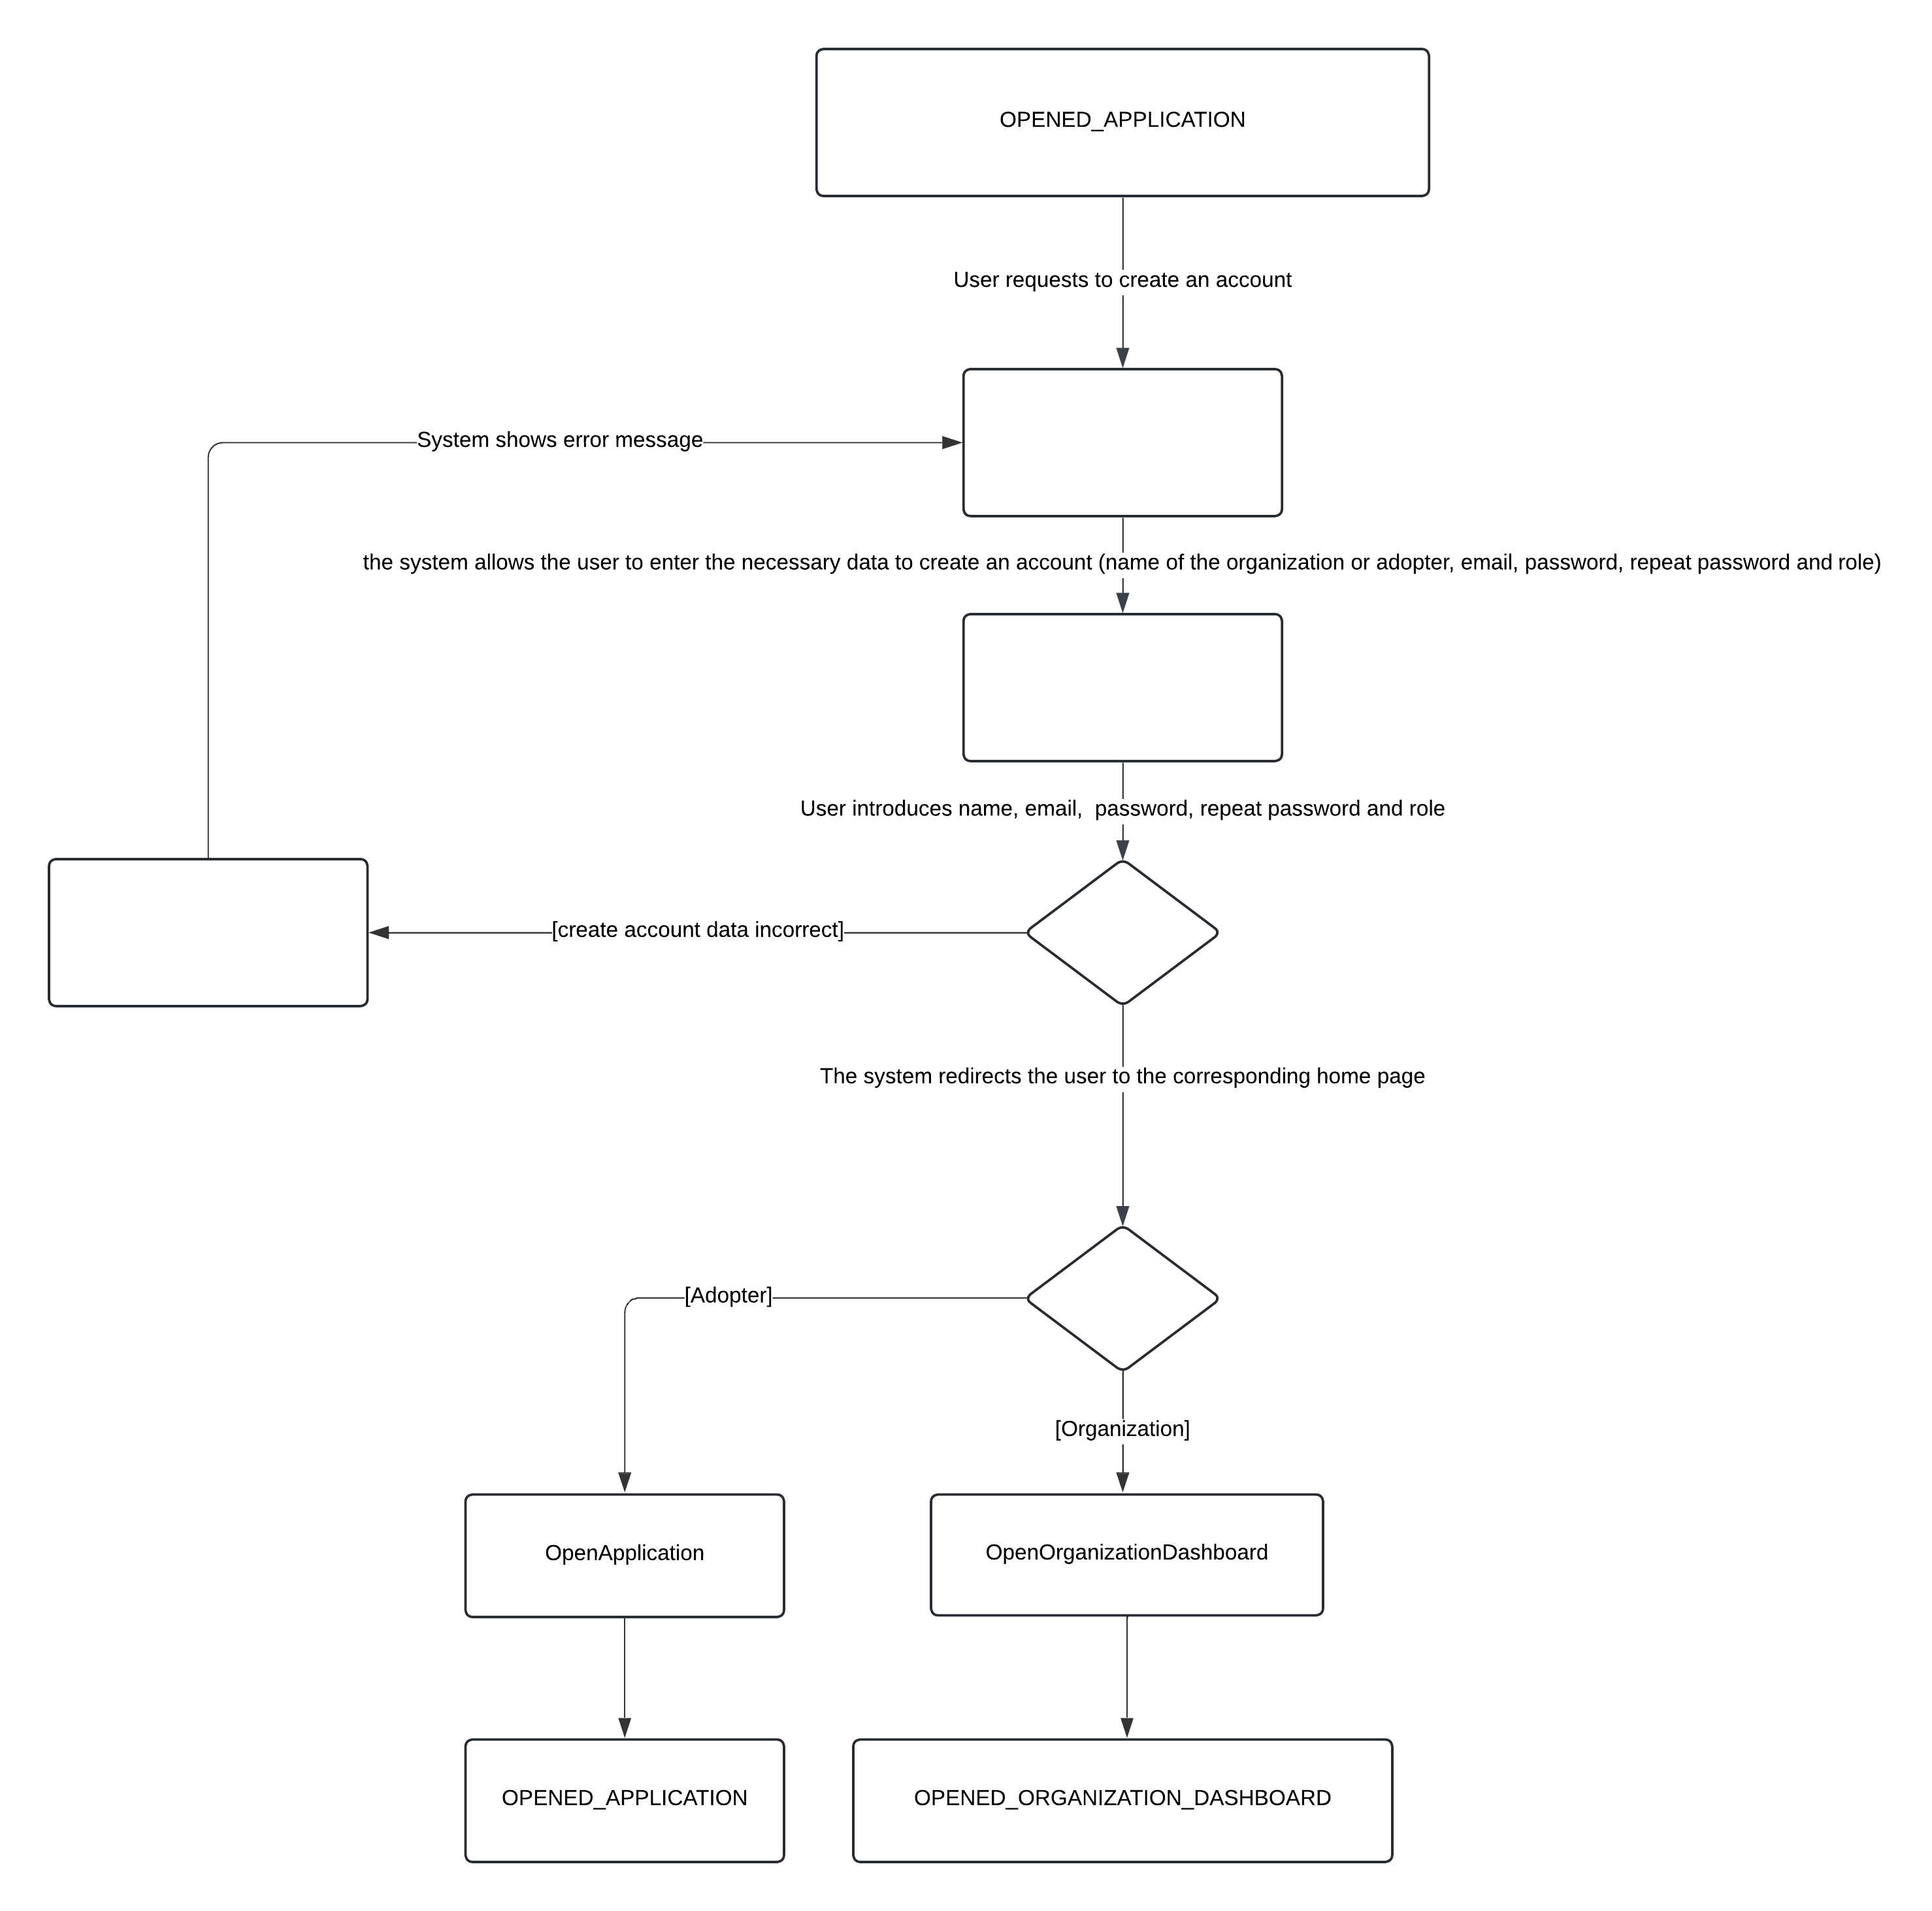 OPENED_APPLICATION
User requests to create an account
System shows error message
the system allows the user to enter the necessary data to create an account (name of the organization or adopter, email, password, repeat password and role)
User introduces name, email,  password, repeat password and role
[create account data incorrect]
The system redirects the user to the corresponding home page
[Adopter]
[Organization]
OpenApplication
OpenOrganizationDashboard
OPENED_APPLICATION
OPENED_ORGANIZATION_DASHBOARD